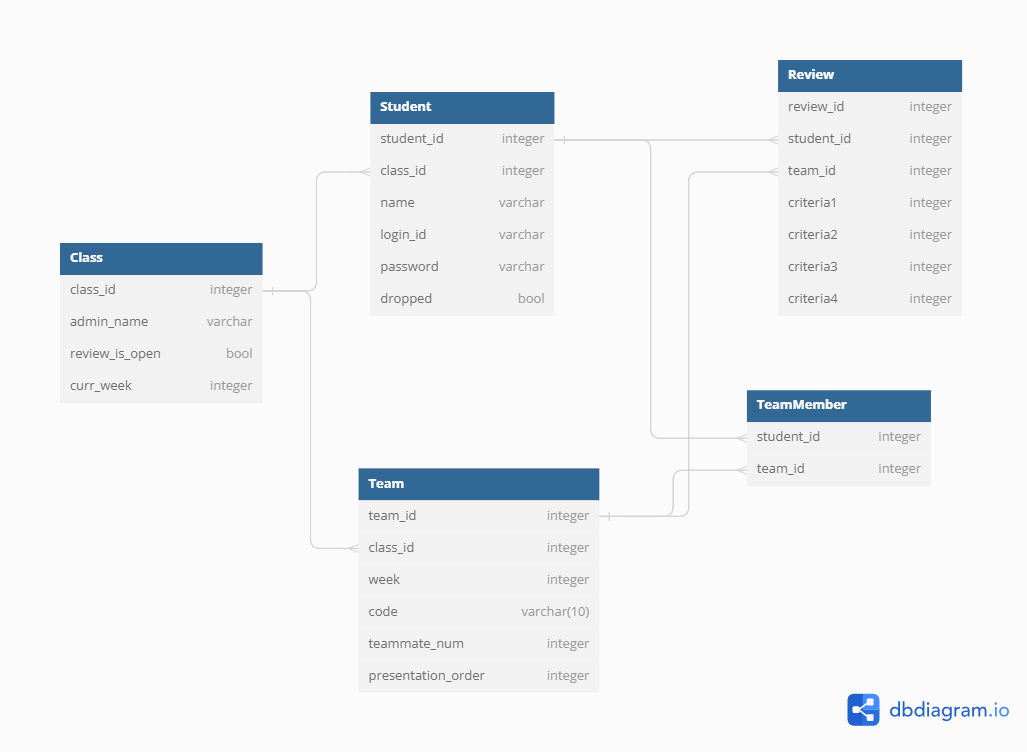 Review
review_id integer
student_id integer
team_id integer
criteria1 integer
criteria2 integer
criteria3 integer
criteria4 integer
Student
student_id integer
class_id integer
name varchar
login_id varchar
password varchar
dropped bool
Class
class_id integer
admin_name varchar
review_is_open bool
curr_week integer
TeamMember
student_id integer
team_id integer
Team
team_id integer
class_id integer
week integer
code varchar(10)
teammate_num integer
presentation_order integer
dbdiagram.io